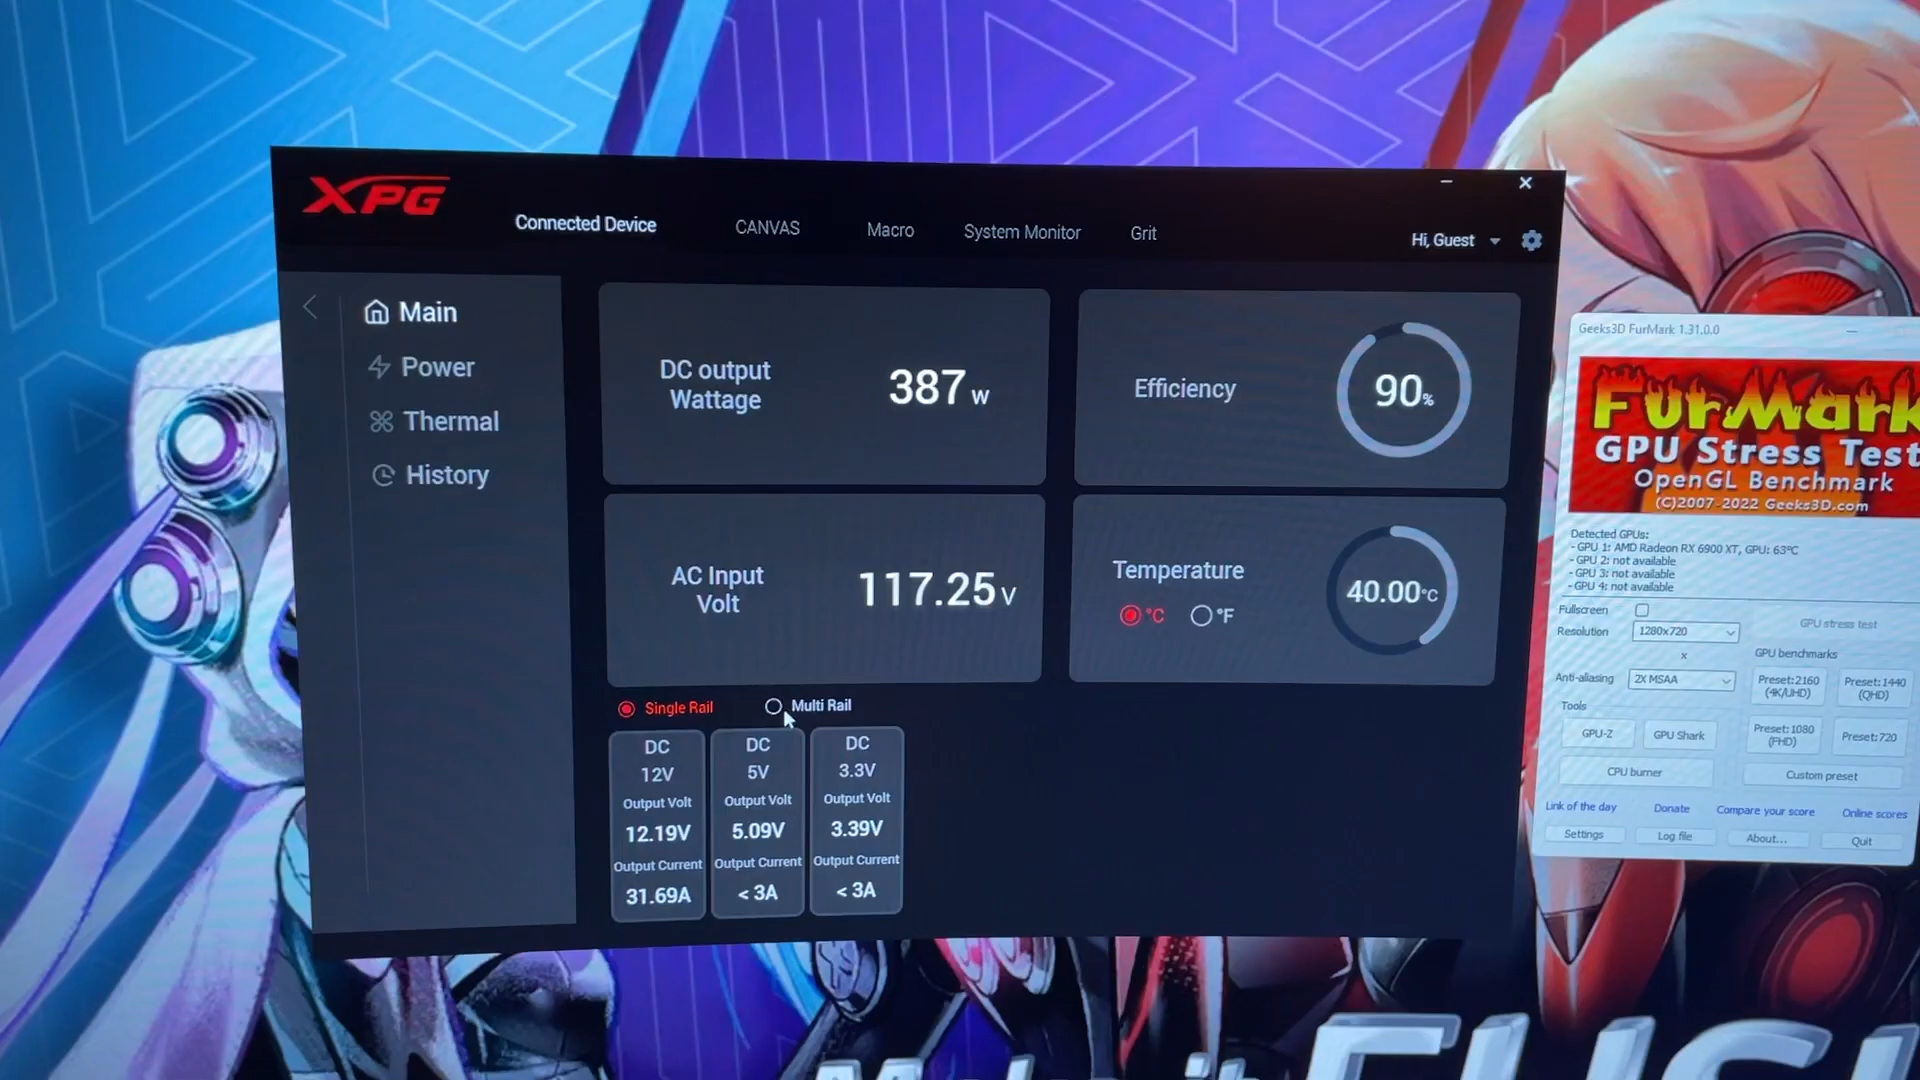 XPG
Connected Device
CANVAS
Macro
System Monitor
Grit
Hi, Guest
Main
Power
Thermal
History
DC output
Wattage
387 W
Efficiency
90%
AC Input
Volt
117.25 V
Temperature
°C °F
40.00°C
Single Rail
Multi Rail
DC
12V
Output Volt
12.19V
Output Current
31.69A
DC
5V
Output Volt
5.09V
Output Current
< 3A
DC
3.3V
Output Volt
3.39V
Output Current
< 3A
Geeks3D FurMark 1.31.0.0
FurMark
GPU Stress Test
OpenGL Benchmark
(C)2007-2022 Geeks3D.com
Detected GPUs:
- GPU 1: AMD Radeon RX 6900 XT, GPU: 63°C
- GPU 2: not available
- GPU 3: not available
- GPU 4: not available
Fullscreen
Resolution
1280x720
GPU stress test
x
GPU benchmarks
Anti-aliasing
2X MSAA
Preset:2160
(4K/UHD)
Preset:1440
(QHD)
Tools
GPU-Z
GPU Shark
Preset:1080
(FHD)
Preset:720
CPU burner
Custom preset
Link of the day
Donate
Compare your score
Online scores
Settings
Log file
About...
Quit